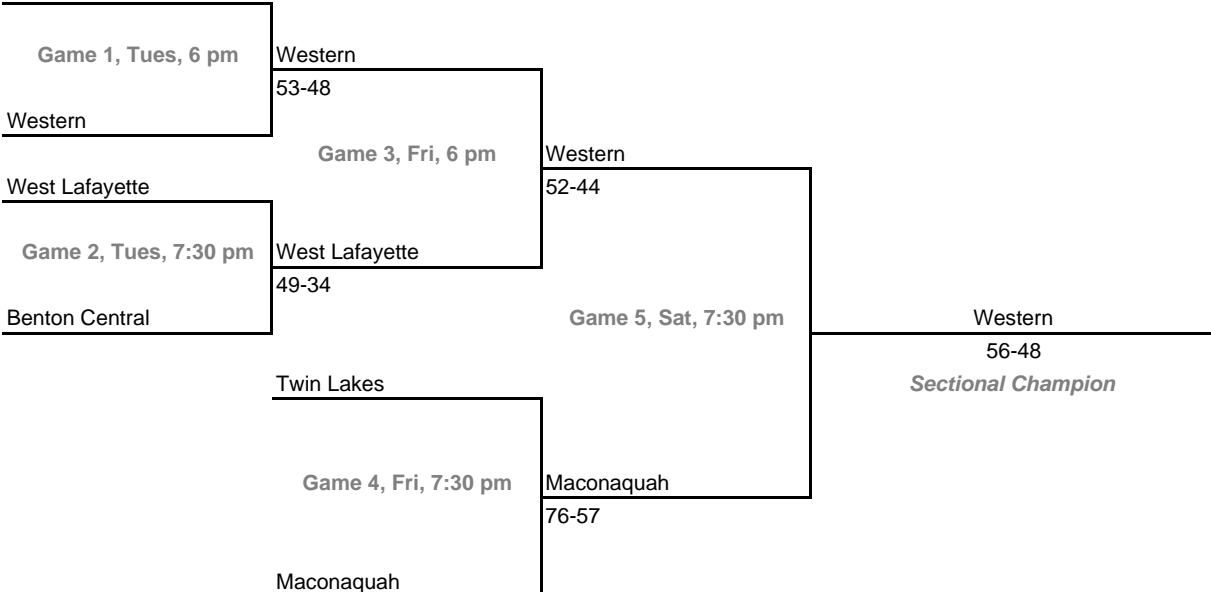 Game 1, Tues, 6 pm
Western
53-48
Western
Game 3, Fri, 6 pm
Western
West Lafayette
52-44
Game 2, Tues, 7:30 pm
West Lafayette
49-34
Benton Central
Game 5, Sat, 7:30 pm
Western
56-48
Twin Lakes
Sectional Champion
Game 4, Fri, 7:30 pm
Maconaquah
76-57
Maconaquah